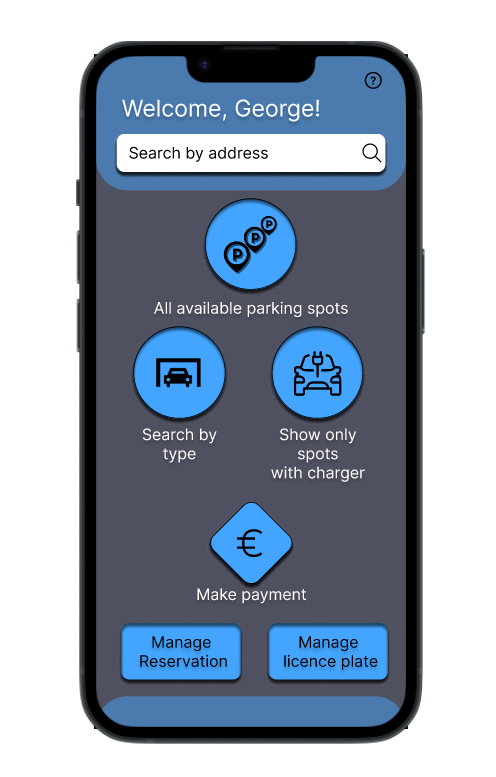 ?
Welcome, George!
Search by address
P P P
All available parking spots
Search by
type
Show only
spots
with charger
€
Make payment
Manage
Reservation
Manage
licence plate